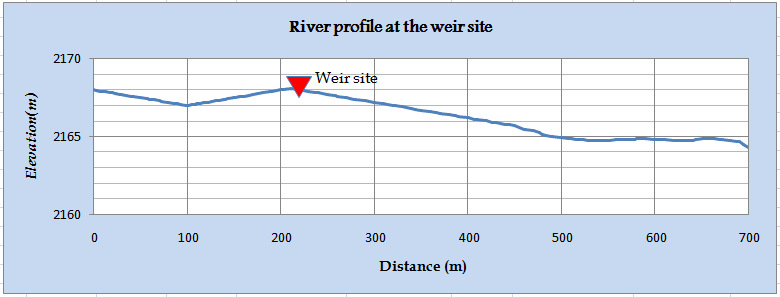 River profile at the weir site
2170
Weir site
2165
2160
Elevation(m)
0 100 200 300 400 500 600 700
Distance (m)